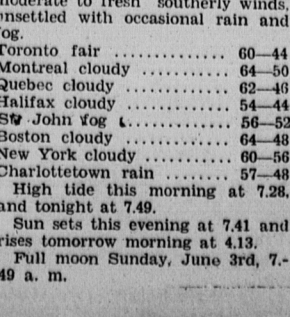 moderate to fresh southerly winds,
unsettled with occasional rain and
fog.
Toronto fair ............ 60—44
Montreal cloudy ......... 64—50
Quebec cloudy ........... 62—46
Halifax cloudy .......... 54—44
St. John fog ............ 56—52
Boston cloudy ........... 64—48
New York cloudy ......... 60—56
Charlottetown rain ...... 57—48
High tide this morning at 7.28,
and tonight at 7.49.
Sun sets this evening at 7.41 and
rises tomorrow morning at 4.13.
Full moon Sunday, June 3rd, 7.-
49 a. m.